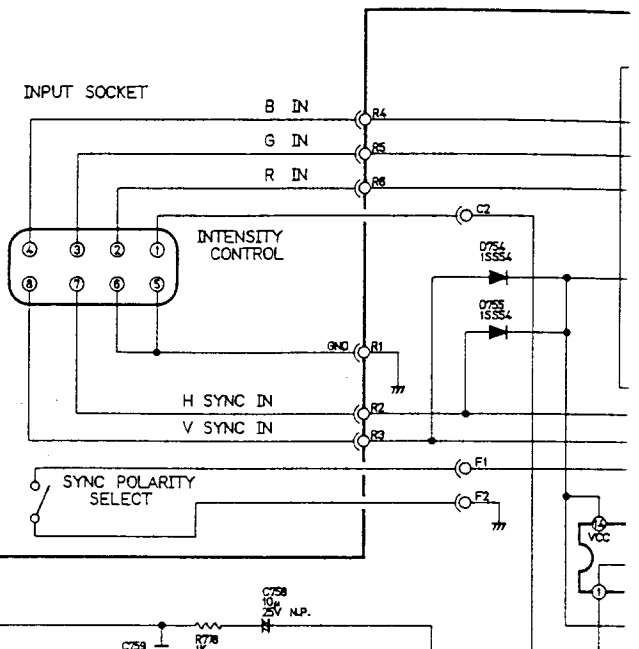 INPUT SOCKET
B IN
R4
G IN
R5
R IN
R6
C2
INTENSITY
CONTROL
4 3 2 1
8 7 6 5
D754
1SS54
D755
1SS54
GND
R1
H SYNC IN
R2
V SYNC IN
R3
SYNC POLARITY
SELECT
F1
F2
14
VCC
1
C758
10μ
25V N.P.
C759
R778
1K